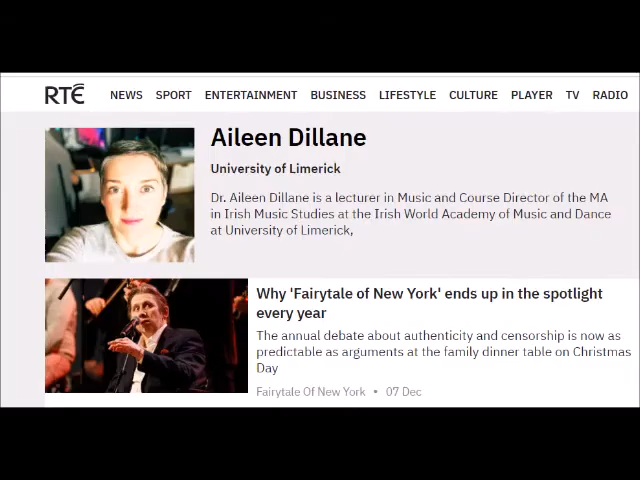 RTÉ NEWS SPORT ENTERTAINMENT BUSINESS LIFESTYLE CULTURE PLAYER TV RADIO
Aileen Dillane
University of Limerick
Dr. Aileen Dillane is a lecturer in Music and Course Director of the MA
in Irish Music Studies at the Irish World Academy of Music and Dance
at University of Limerick,
Why 'Fairytale of New York' ends up in the spotlight
every year
The annual debate about authenticity and censorship is now as
predictable as arguments at the family dinner table on Christmas
Day
Fairytale Of New York • 07 Dec